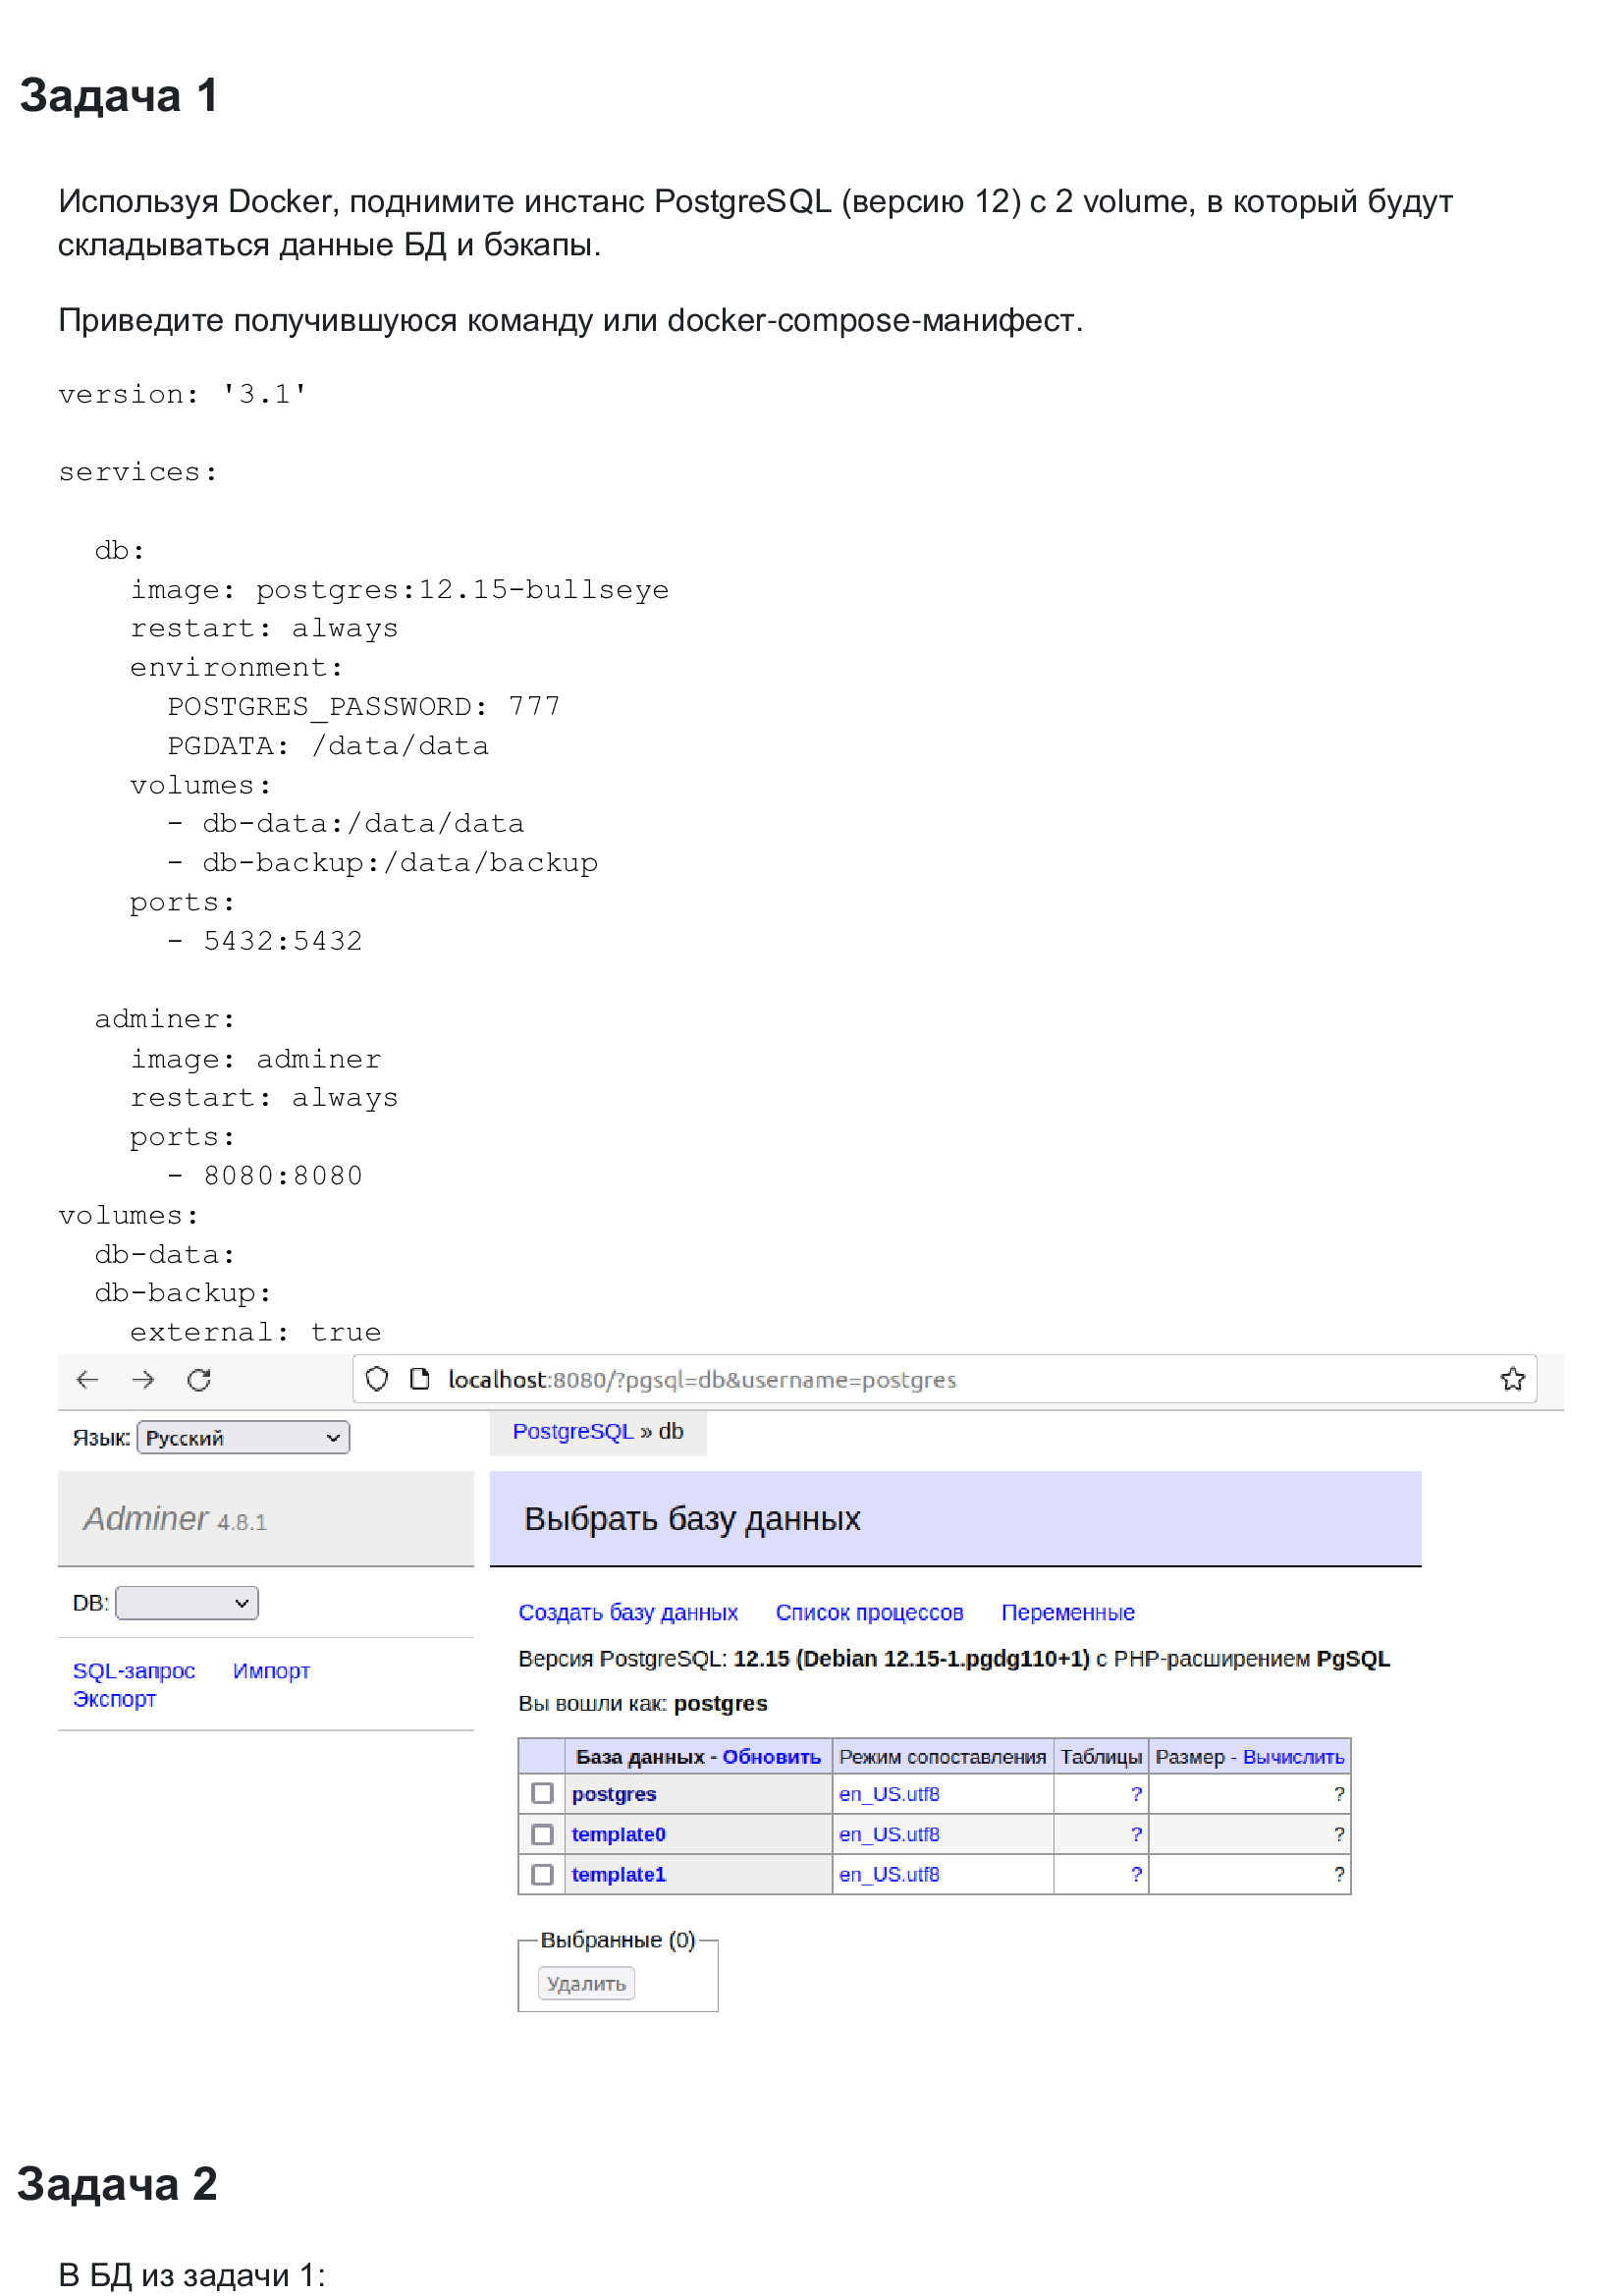 Задача 1
Используя Docker, поднимите инстанс PostgreSQL (версию 12) с 2 volume, в который будут
складываться данные БД и бэкапы.
Приведите получившуюся команду или docker-compose-манифест.
version: '3.1'
services:
  db:
    image: postgres:12.15-bullseye
    restart: always
    environment:
      POSTGRES_PASSWORD: 777
      PGDATA: /data/data
    volumes:
      - db-data:/data/data
      - db-backup:/data/backup
    ports:
      - 5432:5432
  adminer:
    image: adminer
    restart: always
    ports:
      - 8080:8080
volumes:
  db-data:
  db-backup:
    external: true
localhost:8080/?pgsql=db&username=postgres
Язык: Русский
PostgreSQL » db
Adminer 4.8.1
Выбрать базу данных
DB:
Создать базу данных Список процессов Переменные
Версия PostgreSQL: 12.15 (Debian 12.15-1.pgdg110+1) с PHP-расширением PgSQL
SQL-запрос Импорт
Экспорт
Вы вошли как: postgres
База данных - Обновить Режим сопоставления Таблицы Размер - Вычислить
postgres en_US.utf8 ? ?
template0 en_US.utf8 ? ?
template1 en_US.utf8 ? ?
Выбранные (0)
Удалить
Задача 2
В БД из задачи 1: